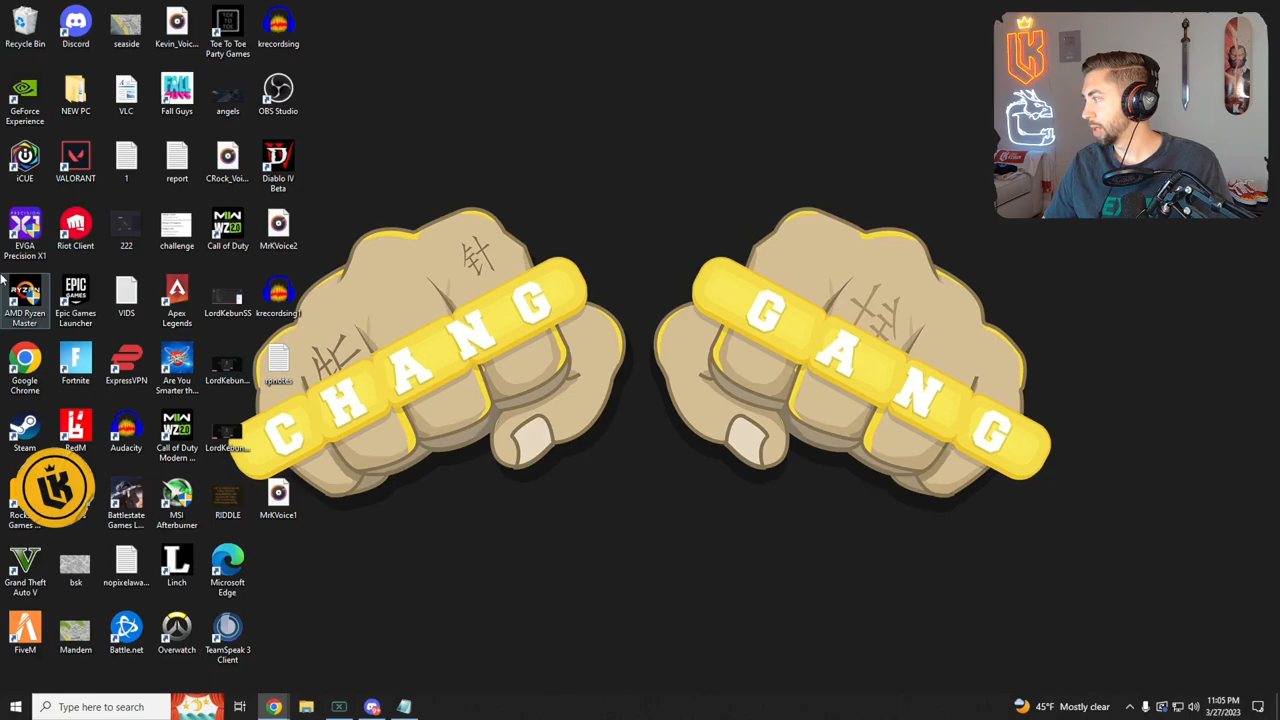 Recycle Bin
Discord
seaside
Kevin_Voic...
Toe To Toe
Party Games
krecordsing
GeForce
Experience
NEW PC
VLC
Fall Guys
angels
OBS Studio
iCUE
VALORANT
1
report
CRock_Voi...
Diablo IV
Beta
EVGA
Precision X1
Riot Client
222
challenge
Call of Duty
MrKVoice2
AMD Ryzen
Master
Epic Games
Launcher
VIDS
Apex
Legends
LordKebunSS
krecordsing1
Google
Chrome
Fortnite
ExpressVPN
Are You
Smarter th...
LordKebun...
rpnotes
Steam
RedM
Audacity
Call of Duty
Modern ...
LordKebun...
Games ...
Battlestate
Games L...
MSI
Afterburner
RIDDLE
MrKVoice1
Grand Theft
Auto V
bsk
nopixelawa...
Linch
Microsoft
Edge
FiveM
Mandem
Battle.net
Overwatch
TeamSpeak 3
Client
CHANG
GANG
针
LK
Type here to search
45°F Mostly clear
11:05 PM
3/27/2023